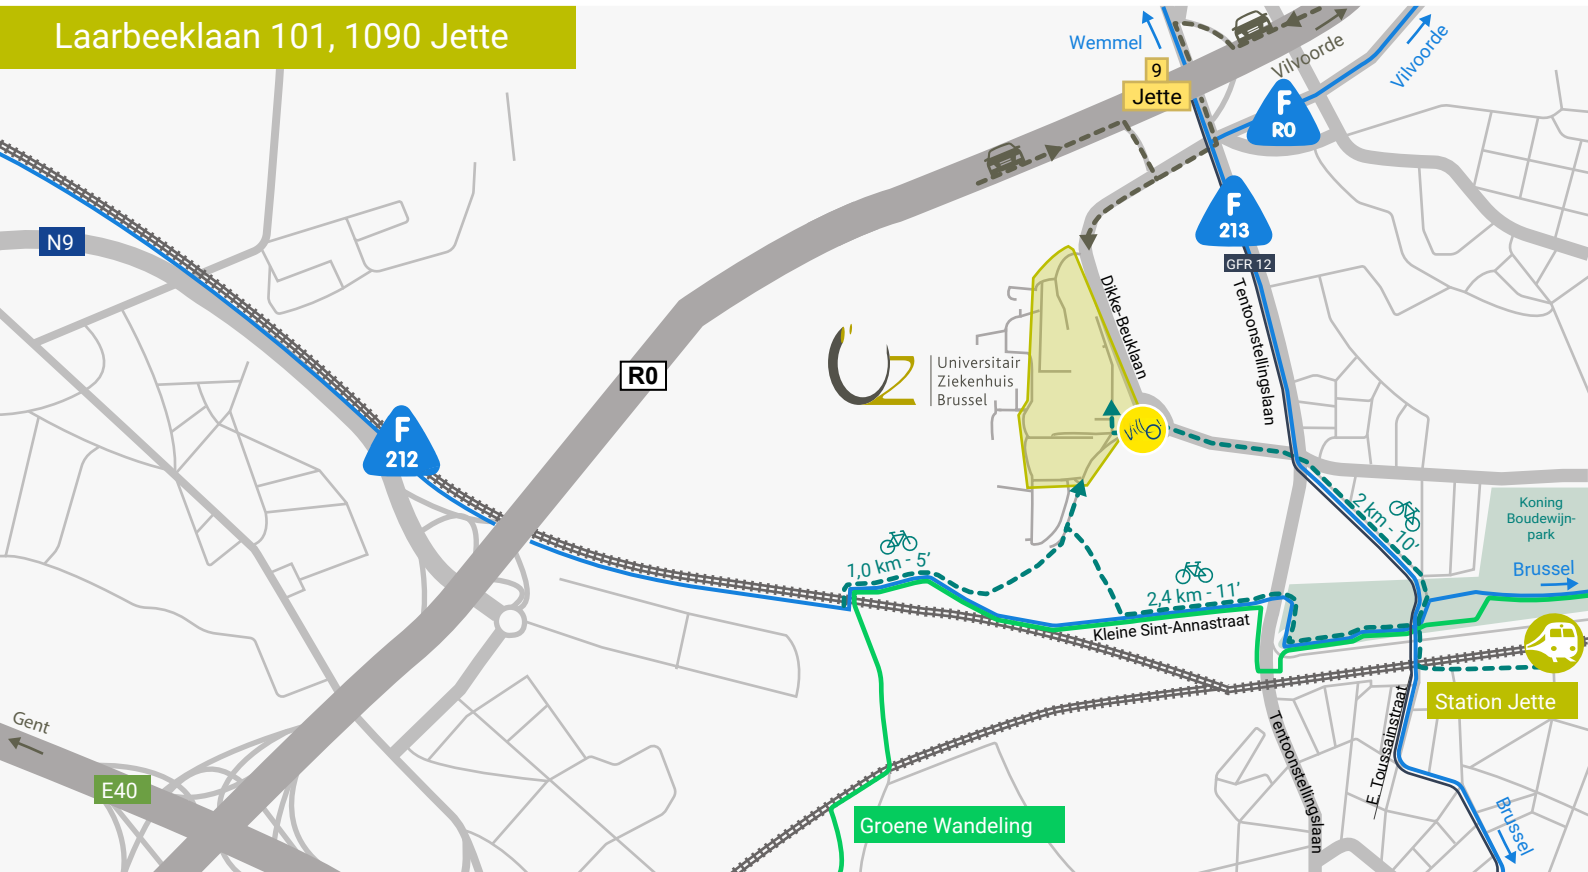 Laarbeeklaan 101, 1090 Jette
Wemmel
Vilvoorde
Vilvoorde
9
Jette
F
R0
F
213
GFR 12
N9
Dikke-Beuklaan
Tentoonstellingslaan
R0
Universitair
Ziekenhuis
Brussel
UZ
Villo!
F
212
2 km - 10’
Koning
Boudewijn-
park
Brussel
1,0 km - 5’
2,4 km - 11’
Kleine Sint-Annastraat
Station Jette
Gent
E40
Tentoonstellingslaan
E. Toussainstraat
Groene Wandeling
Brussel